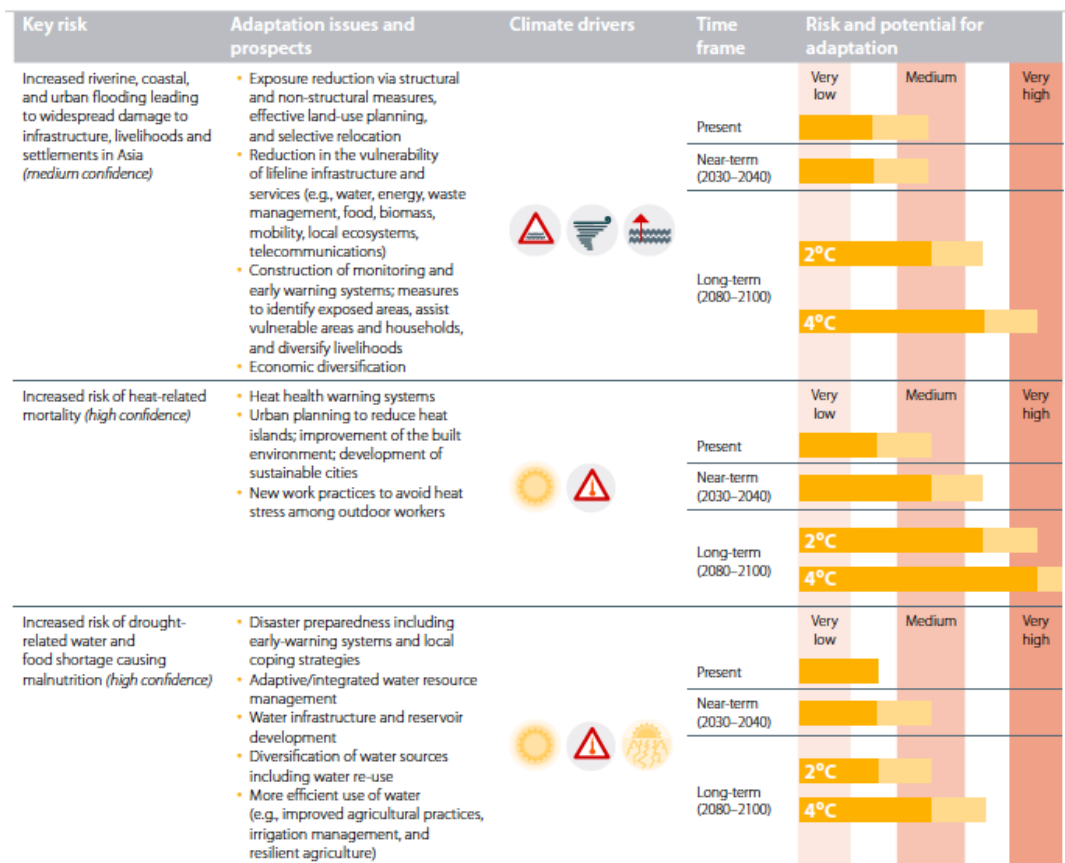 Key risk
Adaptation issues and
prospects
Climate drivers
Time
frame
Risk and potential for
adaptation
Increased riverine, coastal,
and urban flooding leading
to widespread damage to
infrastructure, livelihoods and
settlements in Asia
(medium confidence)
• Exposure reduction via structural
and non-structural measures,
effective land-use planning,
and selective relocation
• Reduction in the vulnerability
of lifeline infrastructure and
services (e.g., water, energy, waste
management, food, biomass,
mobility, local ecosystems,
telecommunications)
• Construction of monitoring and
early warning systems; measures
to identify exposed areas, assist
vulnerable areas and households,
and diversify livelihoods
• Economic diversification
Very
low
Medium
Very
high
Present
Near-term
(2030–2040)
Long-term
(2080–2100)
2°C
4°C
Increased risk of heat-related
mortality (high confidence)
• Heat health warning systems
• Urban planning to reduce heat
islands; improvement of the built
environment; development of
sustainable cities
• New work practices to avoid heat
stress among outdoor workers
Very
low
Medium
Very
high
Present
Near-term
(2030–2040)
Long-term
(2080–2100)
2°C
4°C
Increased risk of drought-
related water and
food shortage causing
malnutrition (high confidence)
• Disaster preparedness including
early-warning systems and local
coping strategies
• Adaptive/integrated water resource
management
• Water infrastructure and reservoir
development
• Diversification of water sources
including water re-use
• More efficient use of water
(e.g., improved agricultural practices,
irrigation management, and
resilient agriculture)
Very
low
Medium
Very
high
Present
Near-term
(2030–2040)
Long-term
(2080–2100)
2°C
4°C